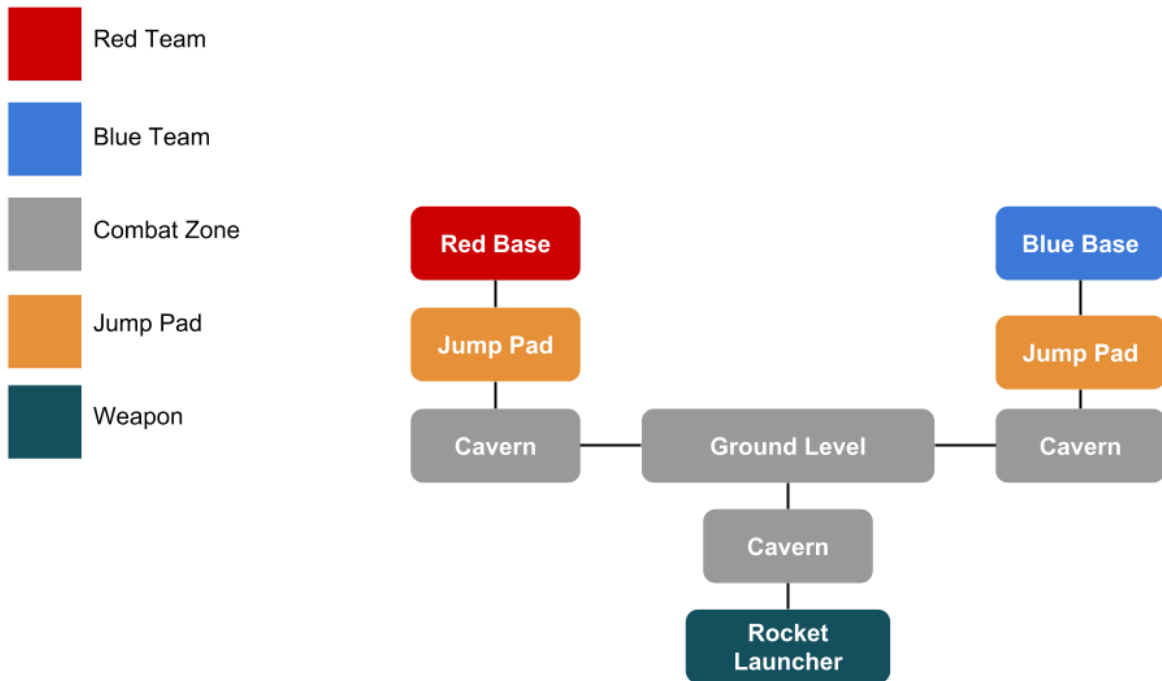 Red Team
Blue Team
Combat Zone
Jump Pad
Weapon
Red Base
Blue Base
Jump Pad
Jump Pad
Cavern
Ground Level
Cavern
Cavern
Rocket
Launcher